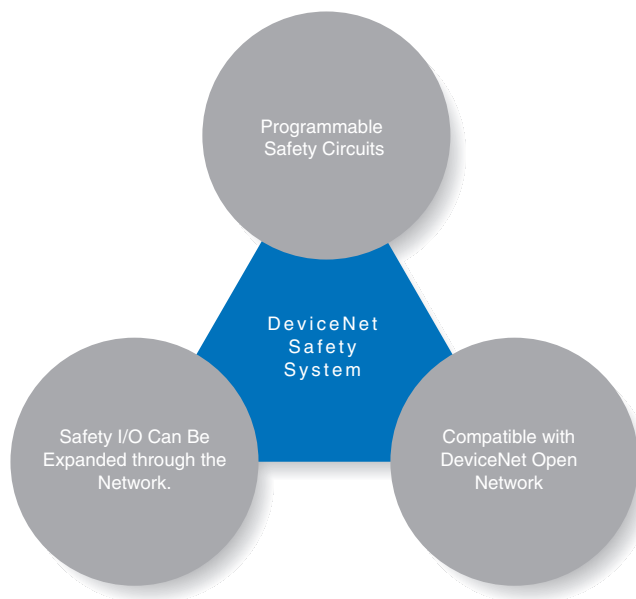 Programmable
Safety Circuits
DeviceNet
Safety
System
Safety I/O Can Be
Expanded through the
Network.
Compatible with
DeviceNet Open
Network